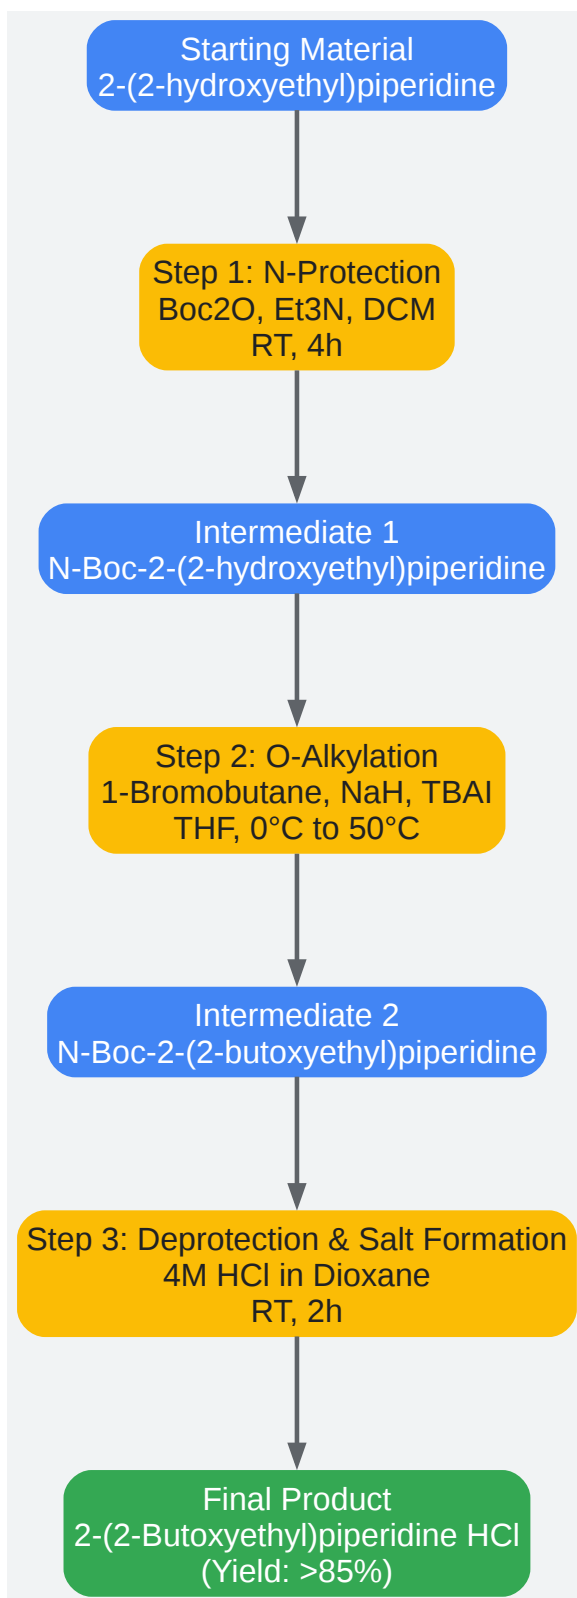 Starting Material
2-(2-hydroxyethyl)piperidine
Step 1: N-Protection
Boc2O, Et3N, DCM
RT, 4h
Intermediate 1
N-Boc-2-(2-hydroxyethyl)piperidine
Step 2: O-Alkylation
1-Bromobutane, NaH, TBAI
THF, 0°C to 50°C
Intermediate 2
N-Boc-2-(2-butoxyethyl)piperidine
Step 3: Deprotection & Salt Formation
4M HCl in Dioxane
RT, 2h
Final Product
2-(2-Butoxyethyl)piperidine HCl
(Yield: >85%)